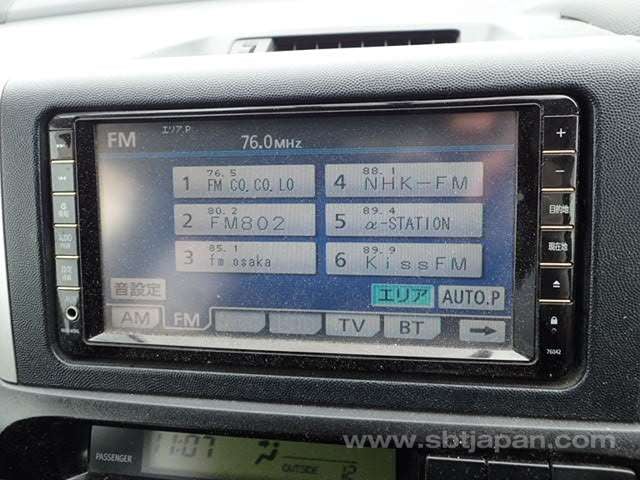 FM エリア.P 76.0MHz
76.5 88.1
1 FM CO.CO.LO 4 NHK-FM
80.2 89.4
2 FM802 5 α-STATION
85.1 89.9
3 fm osaka 6 KissFM
音設定 エリア AUTO.P
AM FM TV BT
+
−
目的地
現在地
76042
11:07
PASSENGER OUTSIDE 12
www.sbtjapan.com